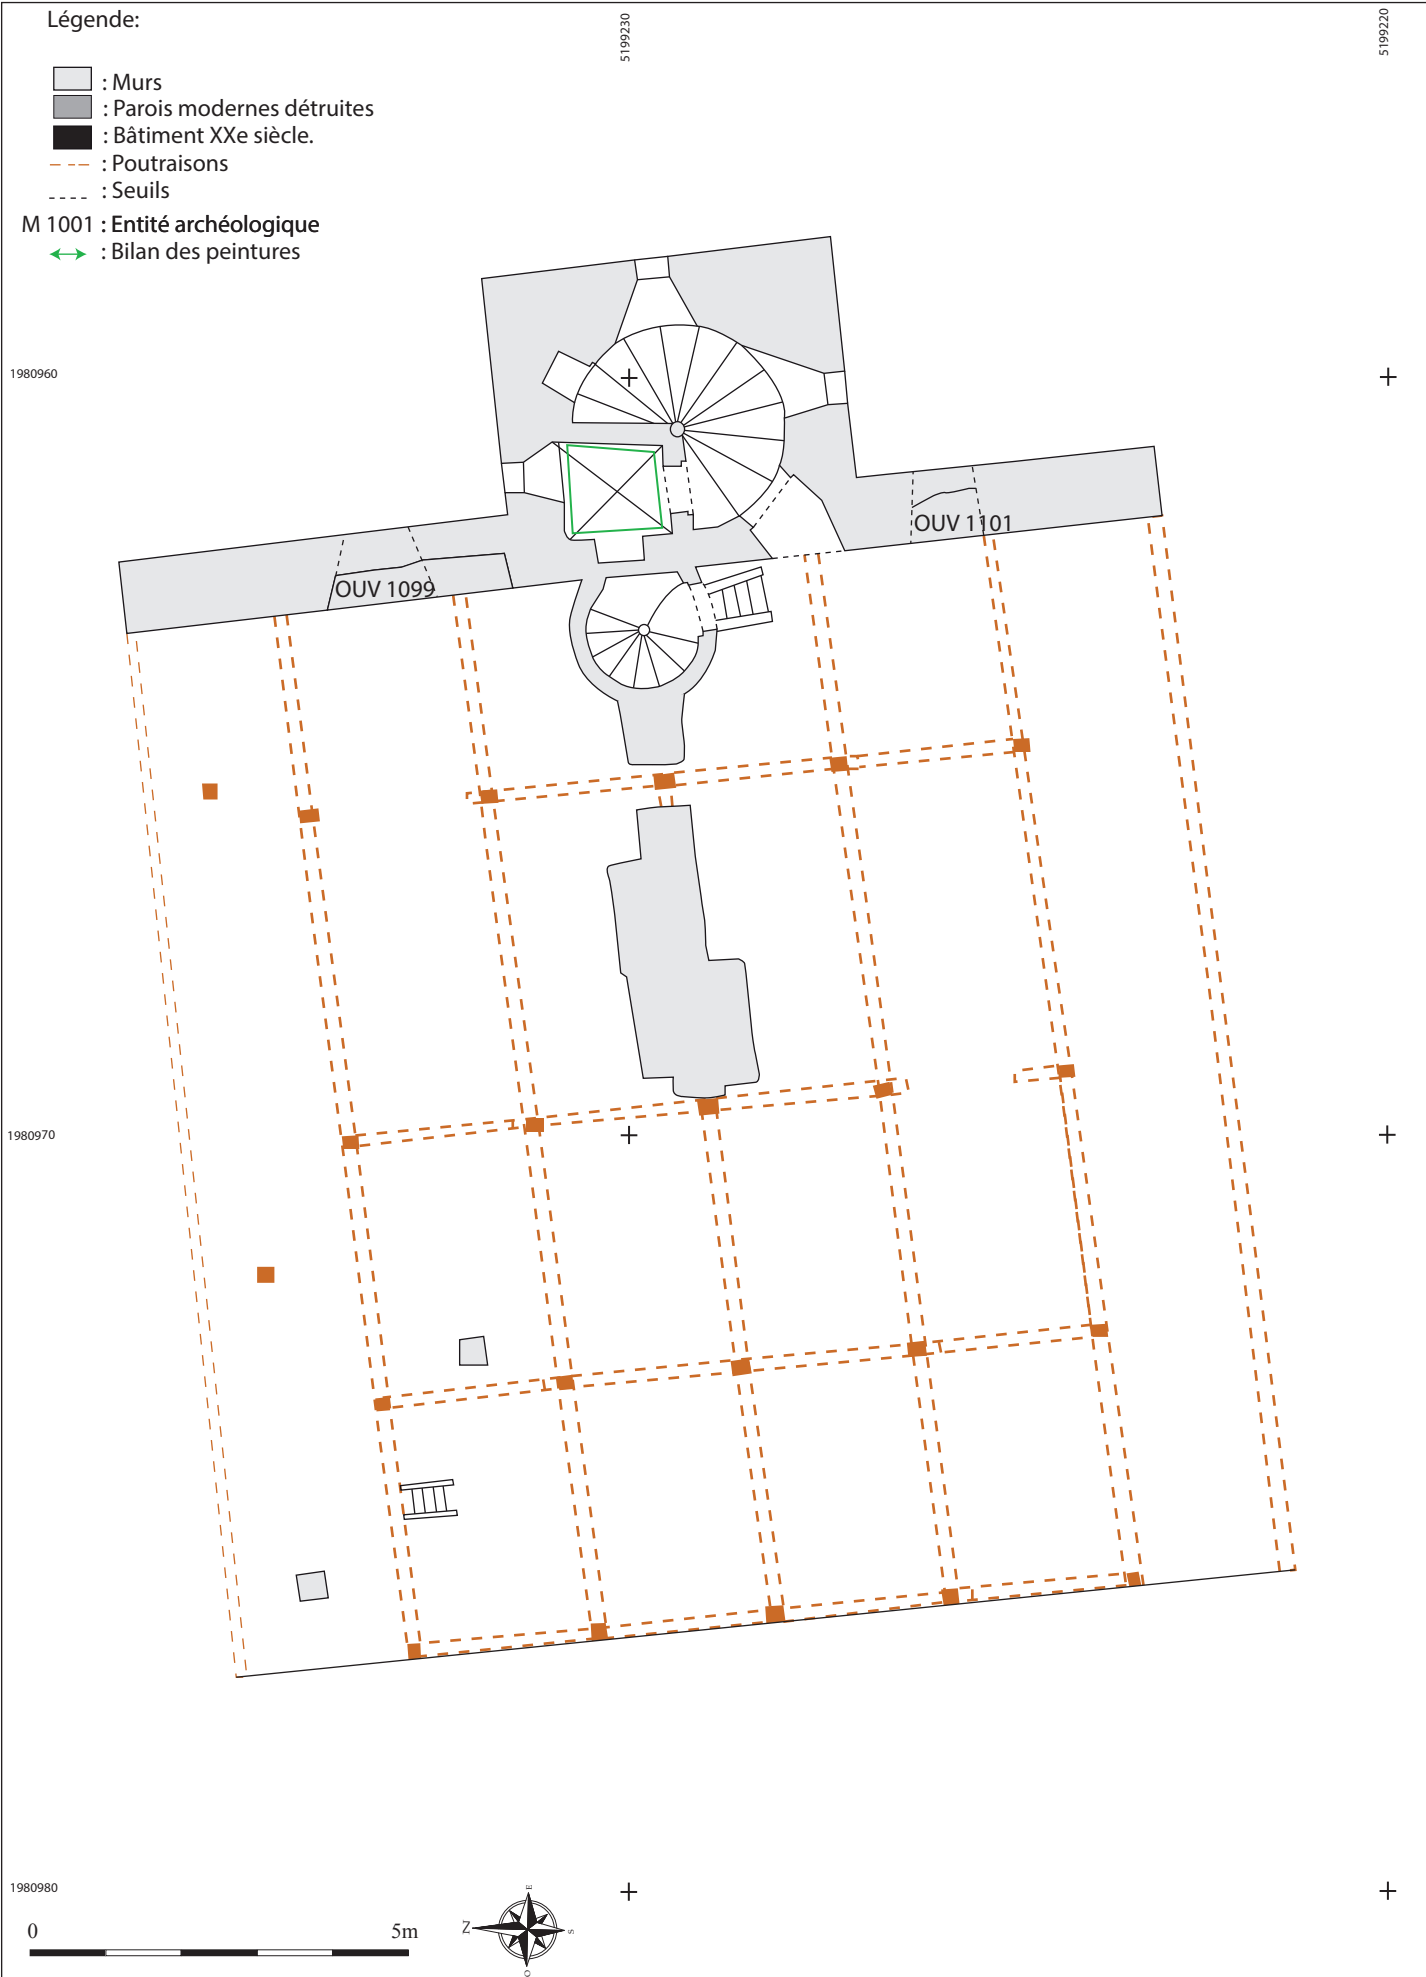 Légende:
5199230
5199220
: Murs
: Parois modernes détruites
: Bâtiment XXe siècle.
: Poutraisons
: Seuils
M 1001 : Entité archéologique
: Bilan des peintures
1980960
OUV 1101
OUV 1099
1980970
1980980
E
0 5m
N
S
O